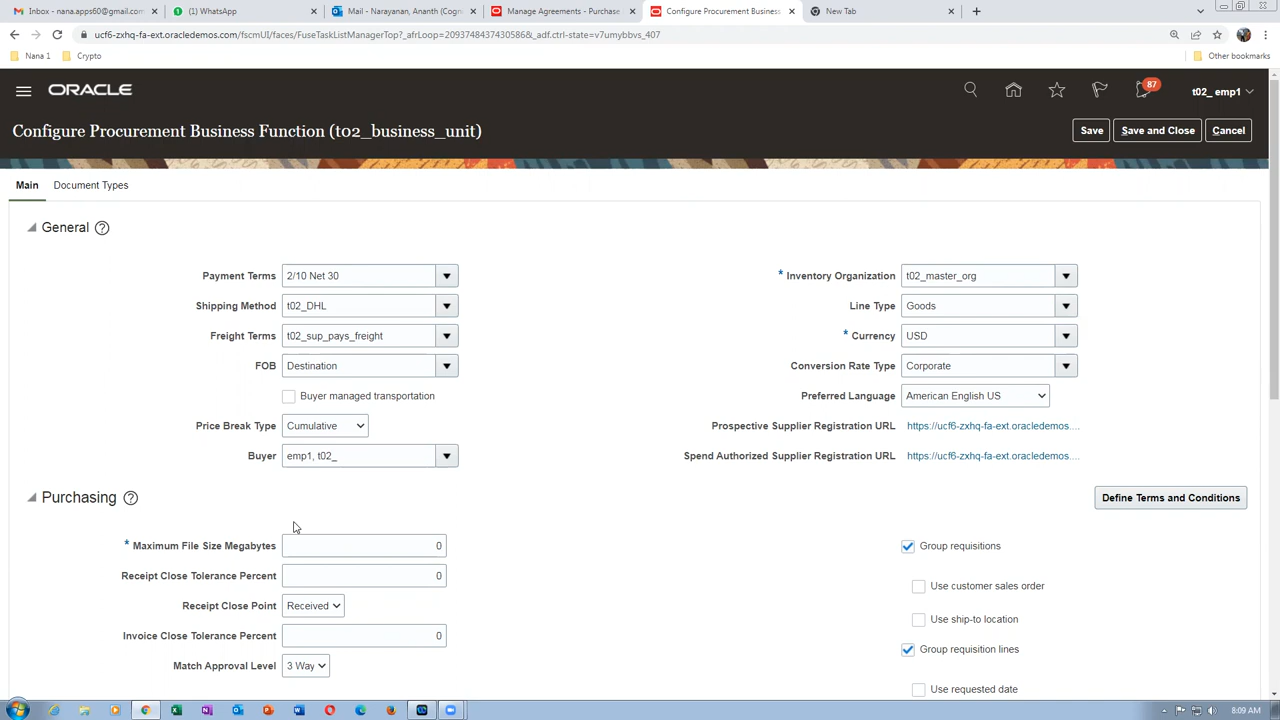 Inbox - nana.apps60@gmail.com
WhatsApp
Mail - Narayanan, Ananth (Cogn
Manage Agreements - Purchase
Configure Procurement Business
New Tab
ucf6-zxhq-fa-ext.oracledemos.com/fscmUI/faces/FuseTaskListManagerTop?_afrLoop=20937484374305586&_adf.ctrl-state=v7umybbvs_407
Nana 1
Crypto
Other bookmarks
ORACLE
87
t02_ emp1
Configure Procurement Business Function (t02_business_unit)
Save
Save and Close
Cancel
Main
Document Types
General
Payment Terms 2/10 Net 30
* Inventory Organization t02_master_org
Shipping Method t02_DHL
Line Type Goods
Freight Terms t02_sup_pays_freight
* Currency USD
FOB Destination
Conversion Rate Type Corporate
Buyer managed transportation
Preferred Language American English US
Price Break Type Cumulative
Prospective Supplier Registration URL https://ucf6-zxhq-fa-ext.oracledemos....
Buyer emp1, t02_
Spend Authorized Supplier Registration URL https://ucf6-zxhq-fa-ext.oracledemos....
Purchasing
Define Terms and Conditions
* Maximum File Size Megabytes 0
Group requisitions
Receipt Close Tolerance Percent 0
Use customer sales order
Receipt Close Point Received
Use ship-to location
Invoice Close Tolerance Percent 0
Group requisition lines
Match Approval Level 3 Way
Use requested date
8:09 AM